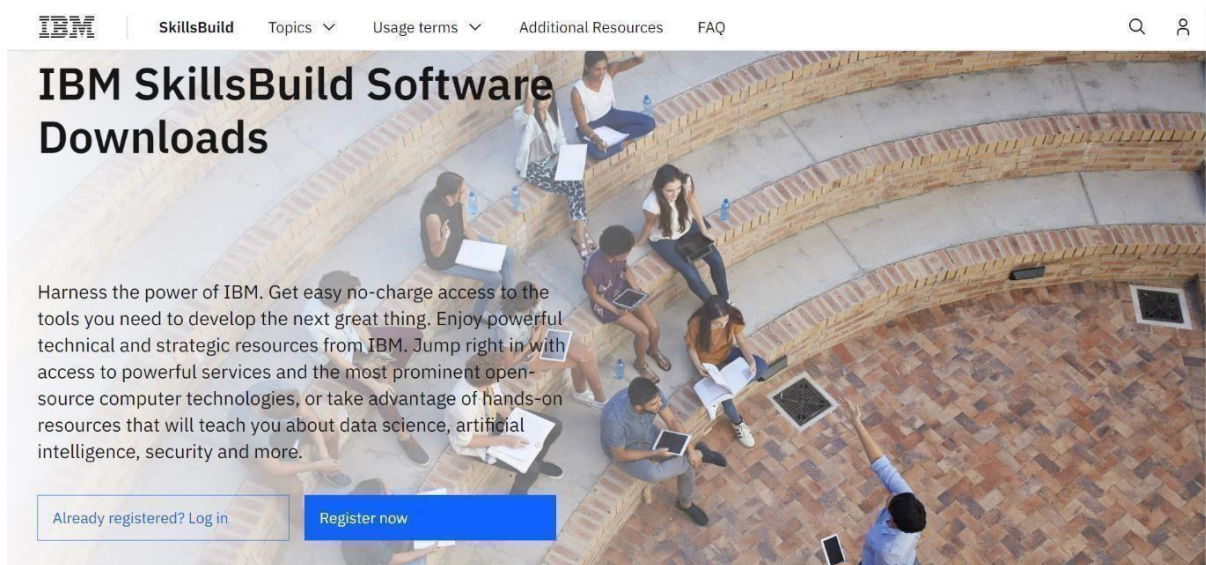 IBM SkillsBuild Topics Usage terms Additional Resources FAQ
IBM SkillsBuild Software
Downloads
Harness the power of IBM. Get easy no-charge access to the
tools you need to develop the next great thing. Enjoy powerful
technical and strategic resources from IBM. Jump right in with
access to powerful services and the most prominent open-
source computer technologies, or take advantage of hands-on
resources that will teach you about data science, artificial
intelligence, security and more.
Already registered? Log in Register now